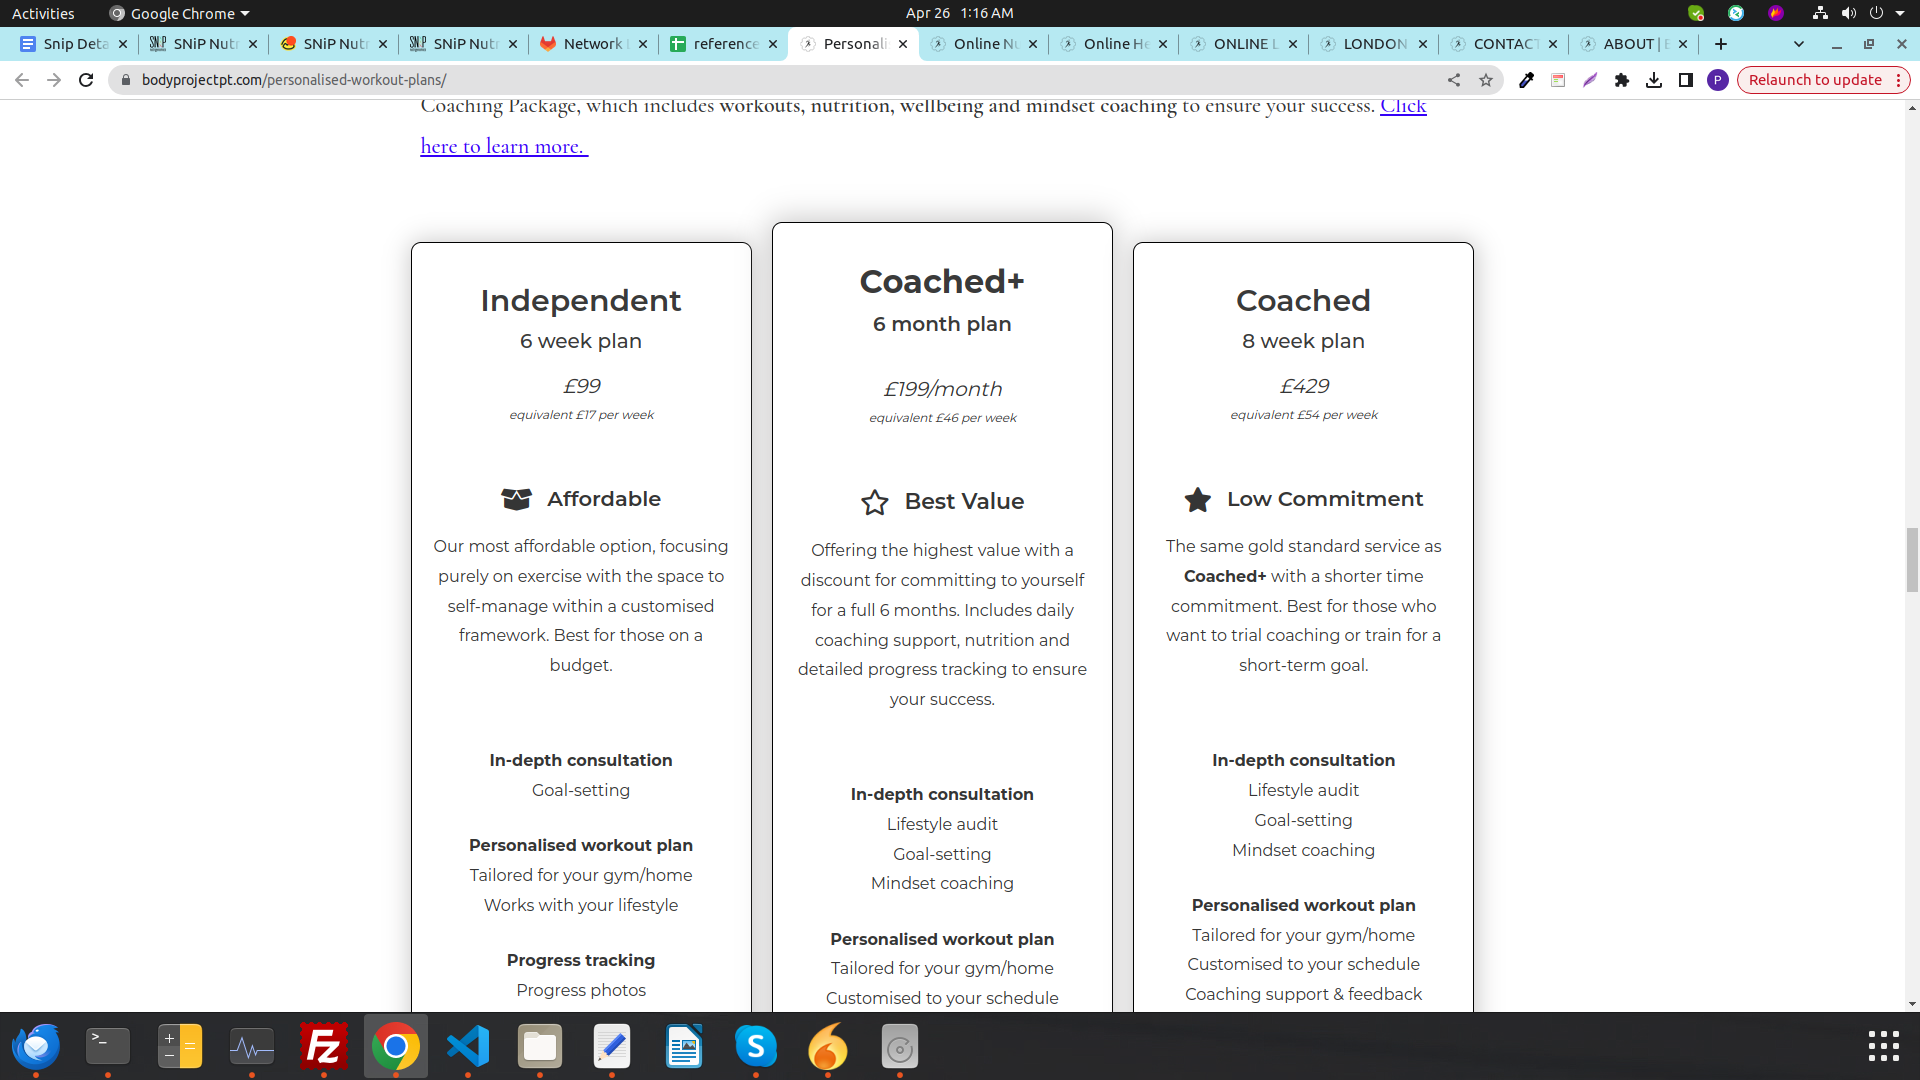 Activities
Google Chrome
Apr 26 1:16 AM
Snip Deta
SNiP Nutr
SNiP Nutr
SNiP Nutr
Network
reference
Personalis
Online Nu
Online He
ONLINE L
LONDON
CONTACT
ABOUT |
bodyprojectpt.com/personalised-workout-plans/
P
Relaunch to update
Coaching Package, which includes workouts, nutrition, wellbeing and mindset coaching to ensure your success. Click
here to learn more.
Independent
6 week plan
£99
equivalent £17 per week
Affordable
Our most affordable option, focusing
purely on exercise with the space to
self-manage within a customised
framework. Best for those on a
budget.
In-depth consultation
Goal-setting
Personalised workout plan
Tailored for your gym/home
Works with your lifestyle
Progress tracking
Progress photos
Coached+
6 month plan
£199/month
equivalent £46 per week
Best Value
Offering the highest value with a
discount for committing to yourself
for a full 6 months. Includes daily
coaching support, nutrition and
detailed progress tracking to ensure
your success.
In-depth consultation
Lifestyle audit
Goal-setting
Mindset coaching
Personalised workout plan
Tailored for your gym/home
Customised to your schedule
Coached
8 week plan
£429
equivalent £54 per week
Low Commitment
The same gold standard service as
Coached+ with a shorter time
commitment. Best for those who
want to trial coaching or train for a
short-term goal.
In-depth consultation
Lifestyle audit
Goal-setting
Mindset coaching
Personalised workout plan
Tailored for your gym/home
Customised to your schedule
Coaching support & feedback